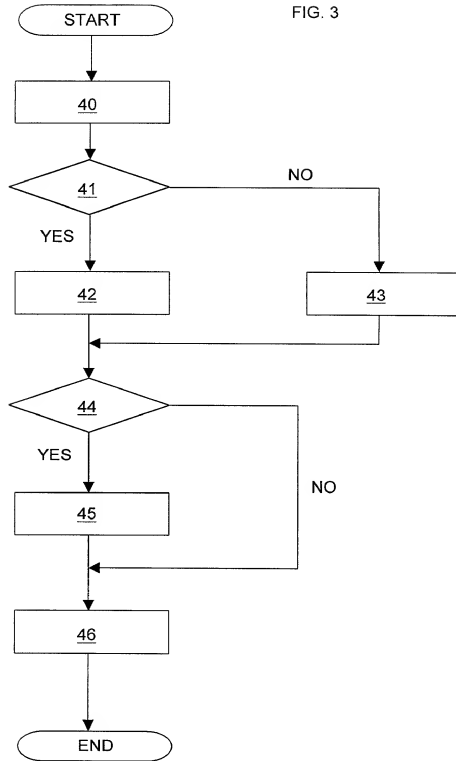 START
FIG. 3
40
41
NO
YES
42
43
44
YES
NO
45
46
END